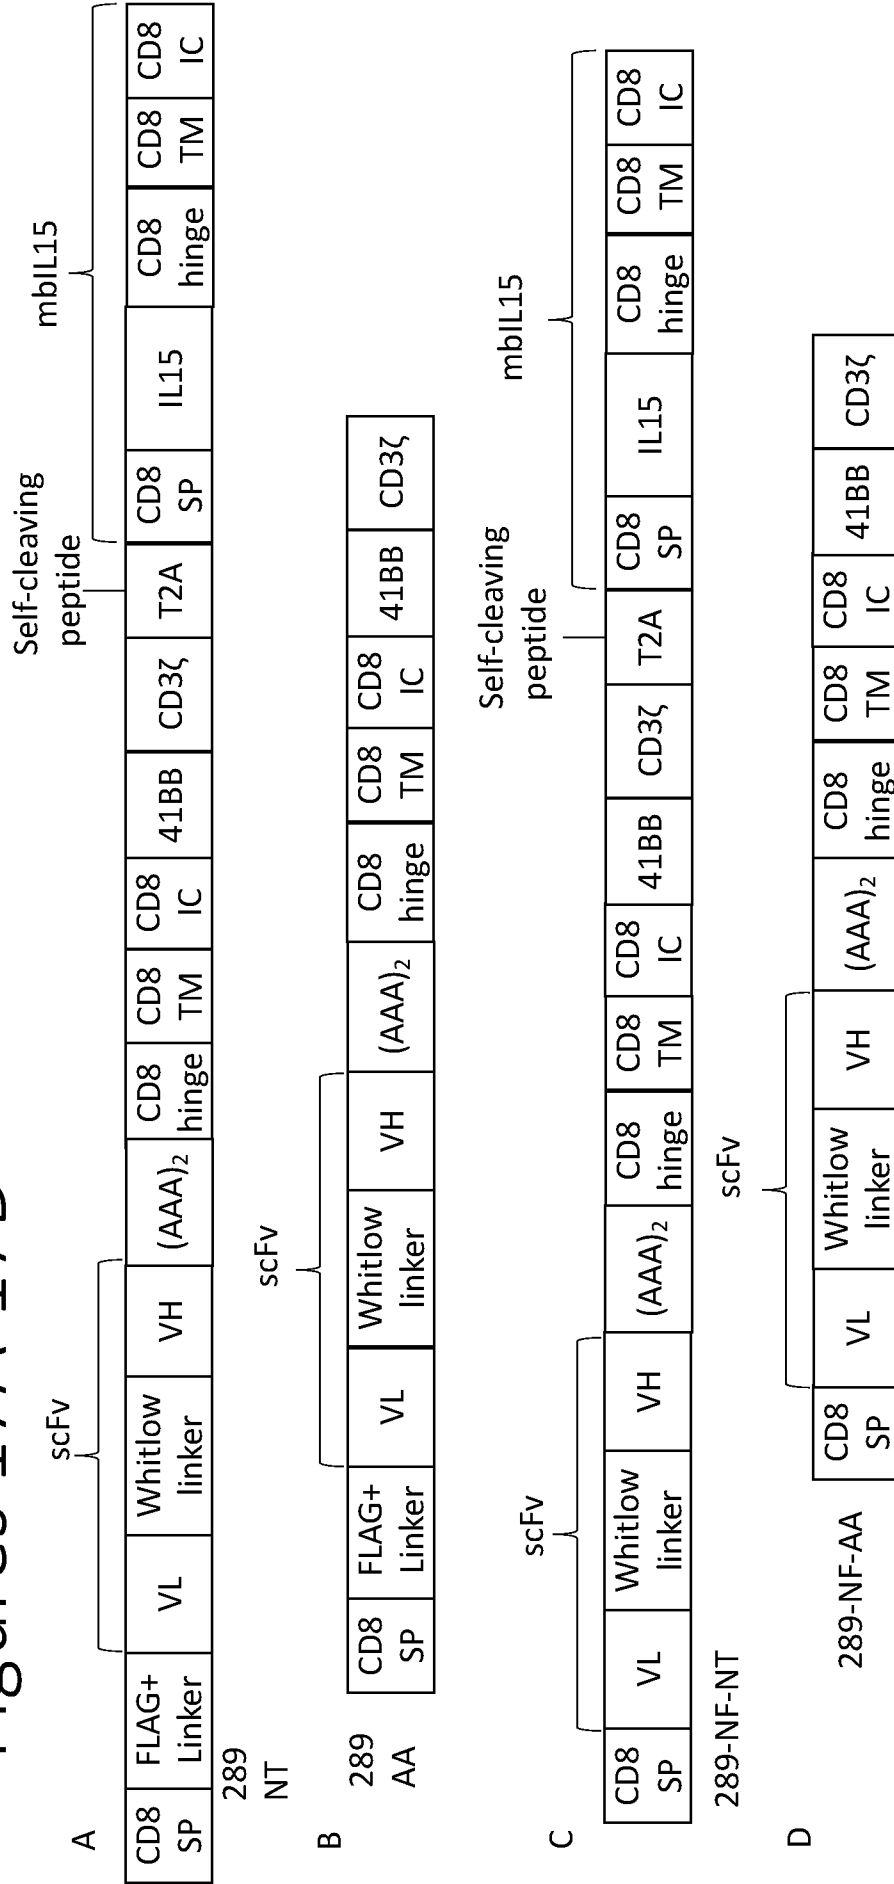 A
scFv
Self-cleaving
peptide
mbIL15
CD8
SP
FLAG+
Linker
VL
Whitlow
linker
VH
(AAA)₂
CD8
hinge
CD8
TM
CD8
IC
41BB
CD3ζ
T2A
CD8
SP
IL15
CD8
hinge
CD8
TM
CD8
IC
289
NT
B
scFv
289
AA
CD8
SP
FLAG+
Linker
VL
Whitlow
linker
VH
(AAA)₂
CD8
hinge
CD8
TM
CD8
IC
41BB
CD3ζ
C
scFv
Self-cleaving
peptide
mbIL15
CD8
SP
VL
Whitlow
linker
VH
(AAA)₂
CD8
hinge
CD8
TM
CD8
IC
41BB
CD3ζ
T2A
CD8
SP
IL15
CD8
hinge
CD8
TM
CD8
IC
289-NF-NT
D
scFv
289-NF-AA
CD8
SP
VL
Whitlow
linker
VH
(AAA)₂
CD8
hinge
CD8
TM
CD8
IC
41BB
CD3ζ